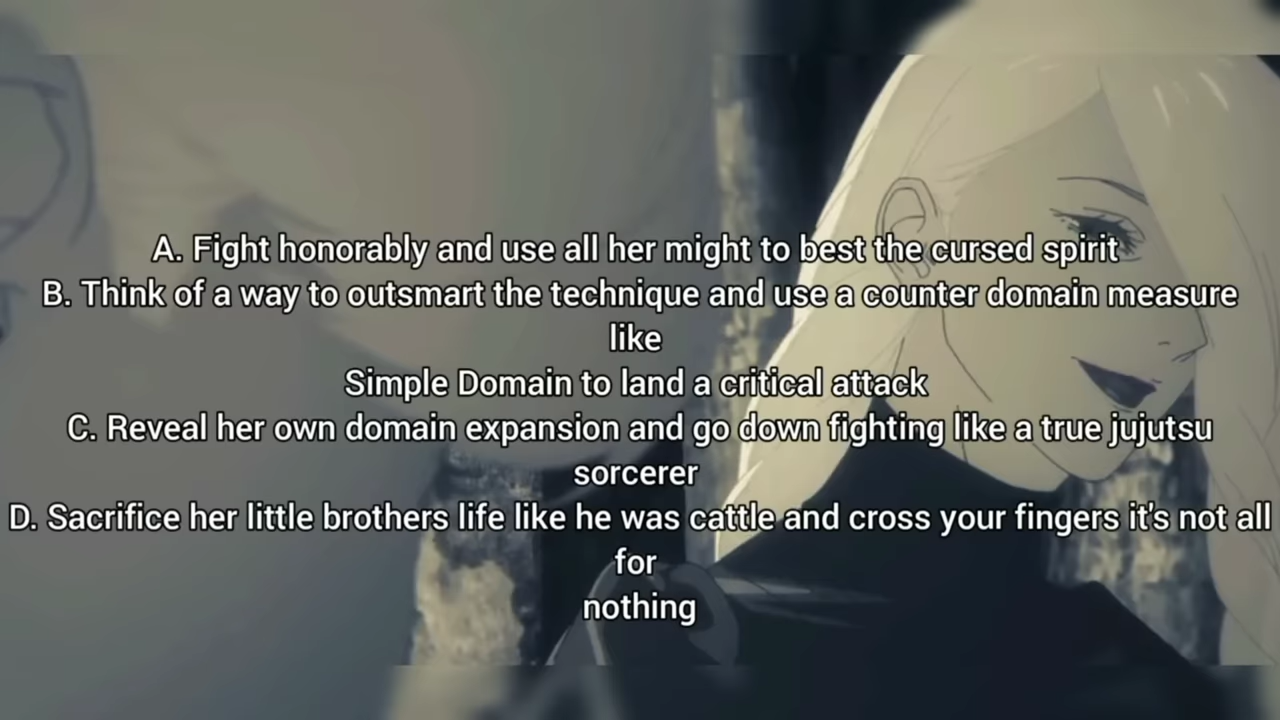 A. Fight honorably and use all her might to best the cursed spirit
B. Think of a way to outsmart the technique and use a counter domain measure
like
Simple Domain to land a critical attack
C. Reveal her own domain expansion and go down fighting like a true jujutsu
sorcerer
D. Sacrifice her little brothers life like he was cattle and cross your fingers it's not all
for
nothing